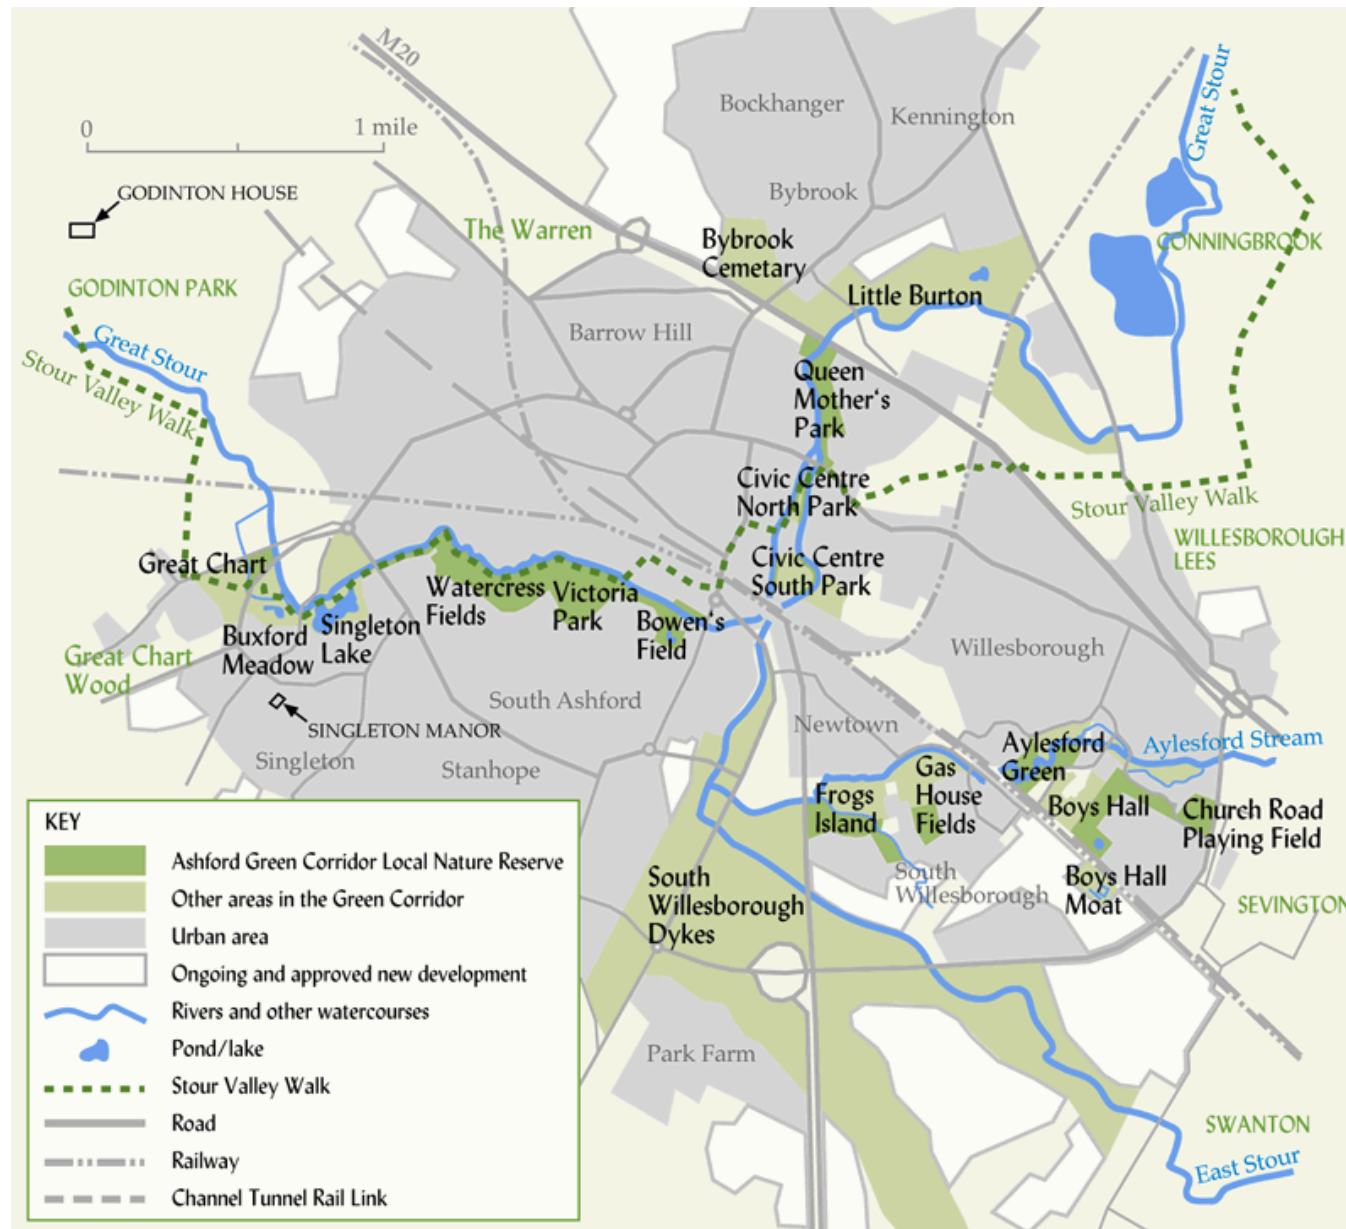 M20
0
1 mile
Bockhanger
Kennington
Great Stour
GODINTON HOUSE
Bybrook
The Warren
Bybrook
Cemetary
CONNINGBROOK
GODINTON PARK
Little Burton
Great Stour
Barrow Hill
Stour Valley Walk
Queen
Mother's
Park
Civic Centre
North Park
Stour Valley Walk
WILLESBOROUGH
LEES
Great Chart
Civic Centre
South Park
Watercress
Fields
Victoria
Park
Bowen's
Field
Buxford
Meadow
Singleton
Lake
Great Chart
Wood
Willesborough
South Ashford
SINGLETON MANOR
Newtown
Singleton
Stanhope
Aylesford
Green
Aylesford Stream
Gas
House
Fields
Frogs
Island
Boys Hall
Church Road
Playing Field
South
Willesborough
Dykes
South
Willesborough
Boys Hall
Moat
SEVINGTON
Park Farm
SWANTON
East Stour
KEY
Ashford Green Corridor Local Nature Reserve
Other areas in the Green Corridor
Urban area
Ongoing and approved new development
Rivers and other watercourses
Pond/lake
Stour Valley Walk
Road
Railway
Channel Tunnel Rail Link